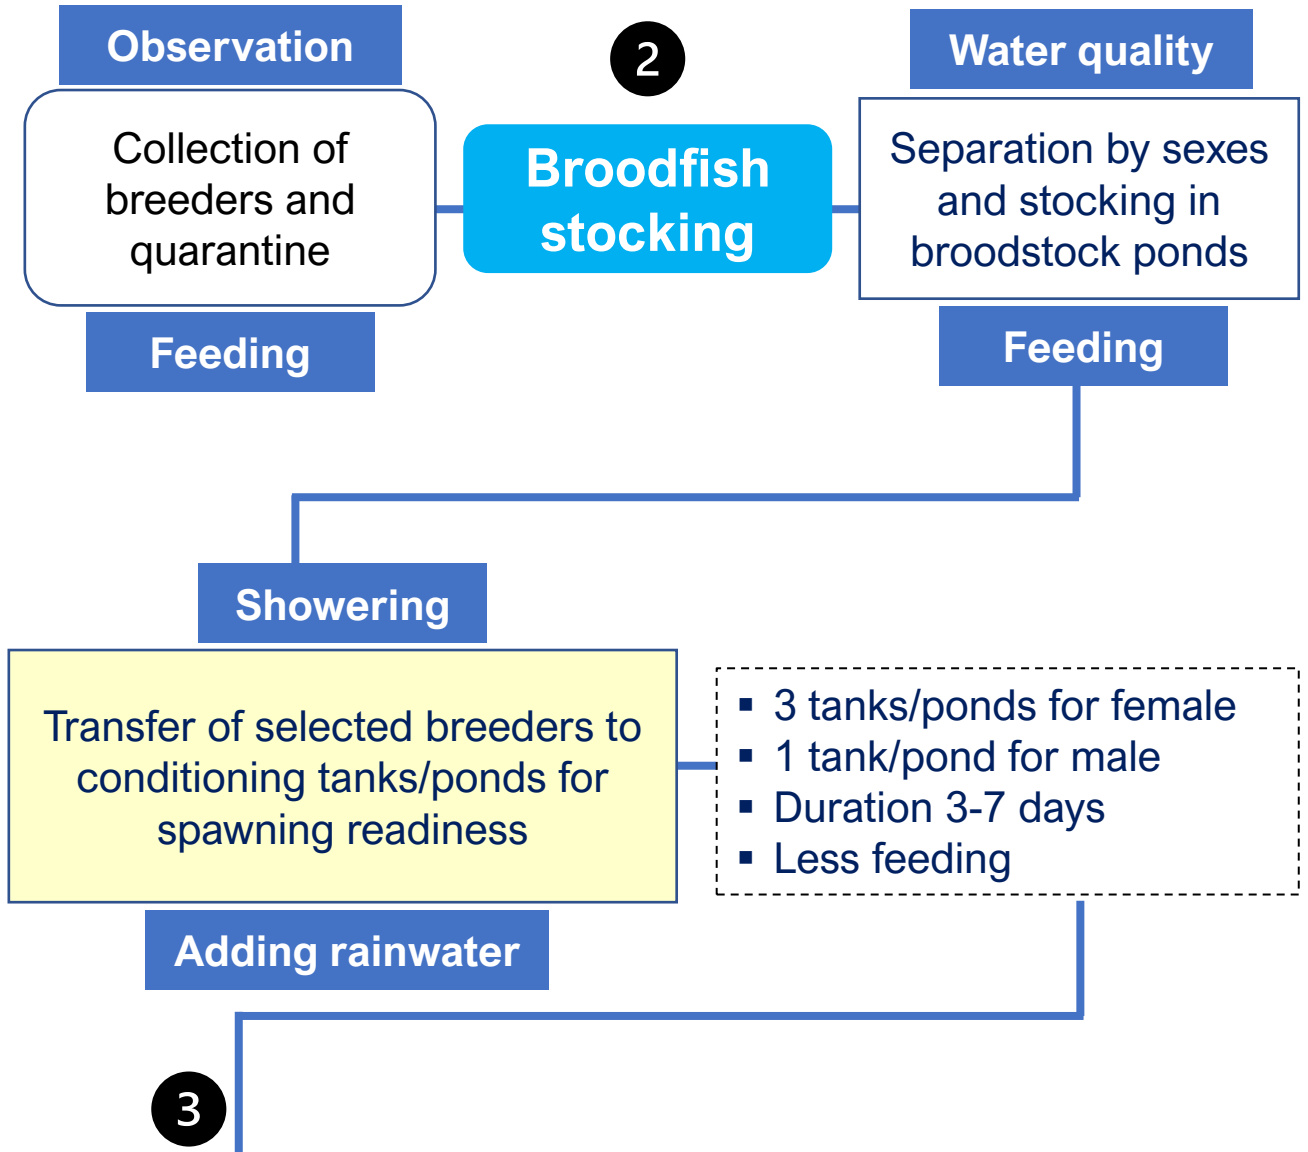 Observation
Collection of
breeders and
quarantine
Feeding
2
Broodfish
stocking
Water quality
Separation by sexes
and stocking in
broodstock ponds
Feeding
Showering
Transfer of selected breeders to
conditioning tanks/ponds for
spawning readiness
Adding rainwater
▪ 3 tanks/ponds for female
▪ 1 tank/pond for male
▪ Duration 3-7 days
▪ Less feeding
3